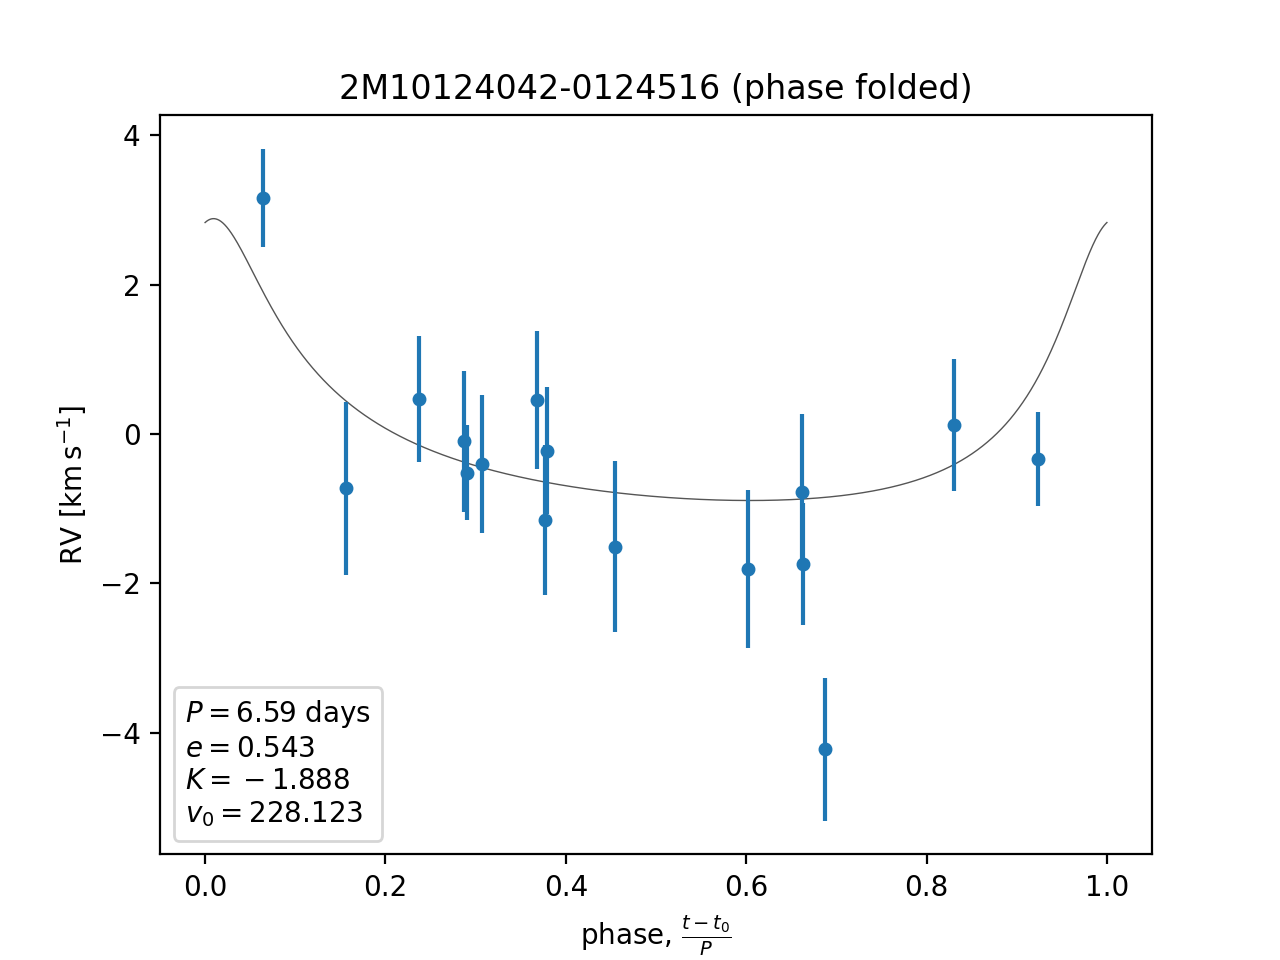 2M10124042-0124516 (phase folded)
4
2
0
−2
−4
RV [km s⁻¹]
P = 6.59 days
e = 0.543
K = −1.888
v₀ = 228.123
0.0 0.2 0.4 0.6 0.8 1.0
phase, (t − t₀)/P